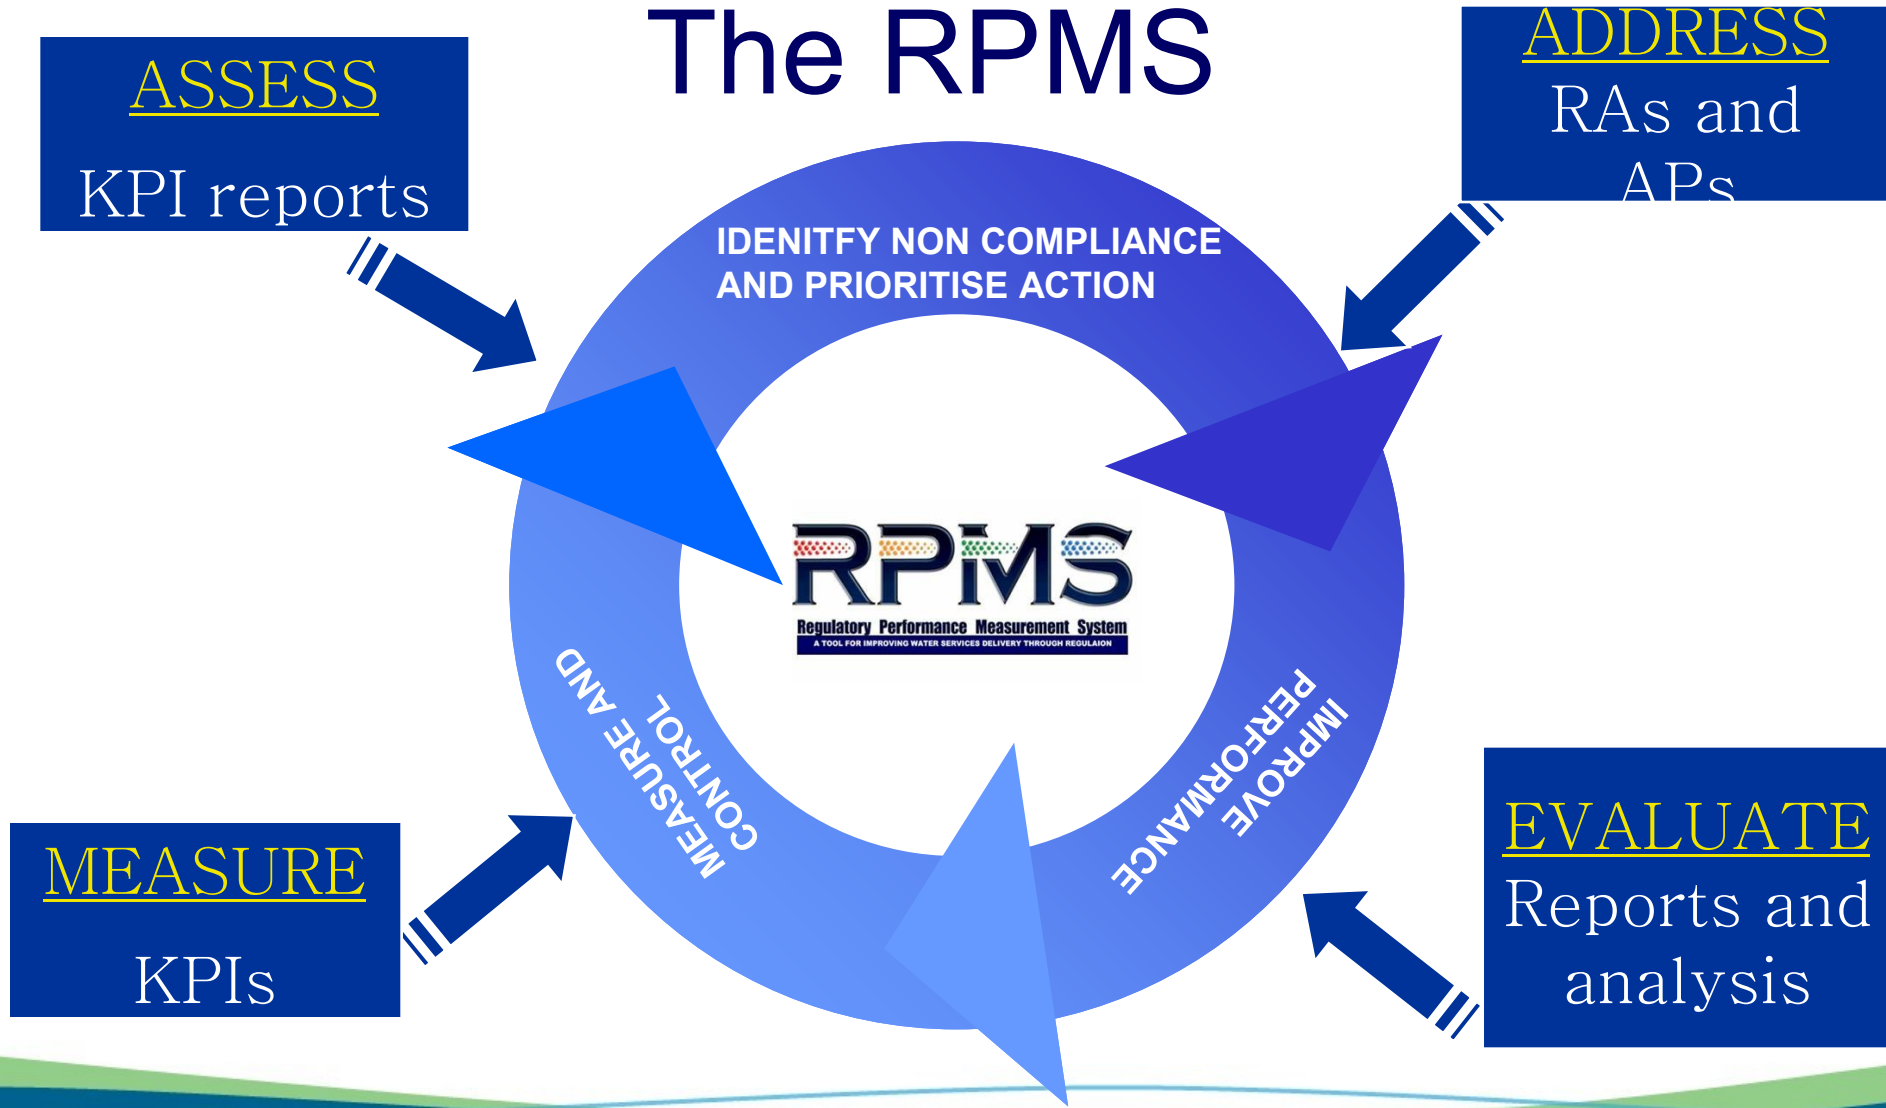 The RPMS
ASSESS
KPI reports
ADDRESS
RAs and
APs
IDENITFY NON COMPLIANCE
AND PRIORITISE ACTION
RPMS
Regulatory Performance Measurement System
A TOOL FOR IMPROVING WATER SERVICES DELIVERY THROUGH REGULAION
MEASURE AND
CONTROL
IMPROVE
PERFORMANCE
MEASURE
KPIs
EVALUATE
Reports and
analysis